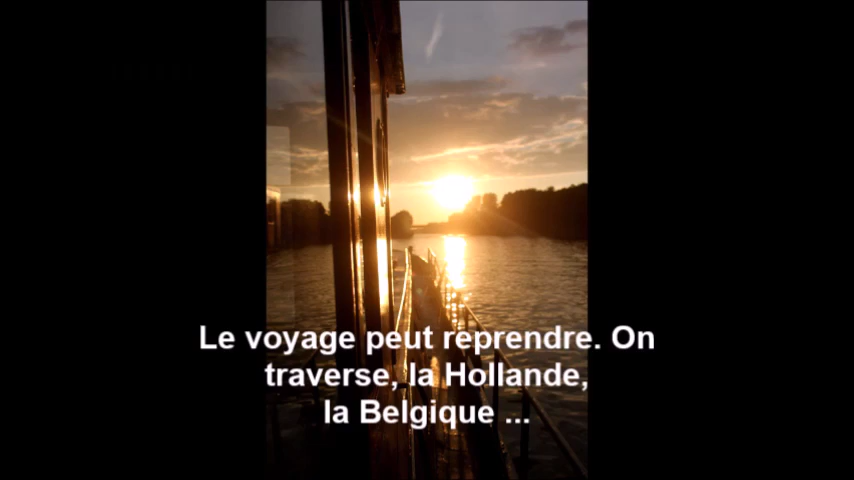 Le voyage peut reprendre. On
traverse, la Hollande,
la Belgique ...